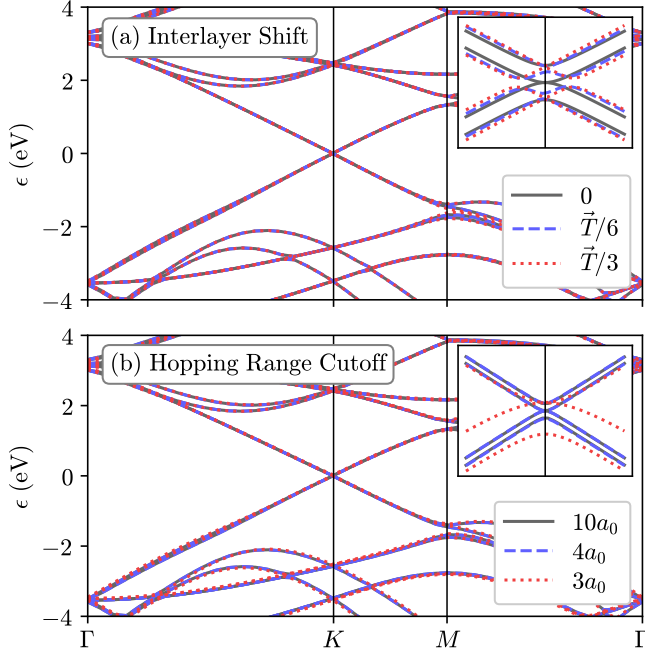 (a) Interlayer Shift
4
2
0
−2
−4
ϵ (eV)
0
T⃗/6
T⃗/3
(b) Hopping Range Cutoff
4
2
0
−2
−4
ϵ (eV)
10a₀
4a₀
3a₀
Γ K M Γ